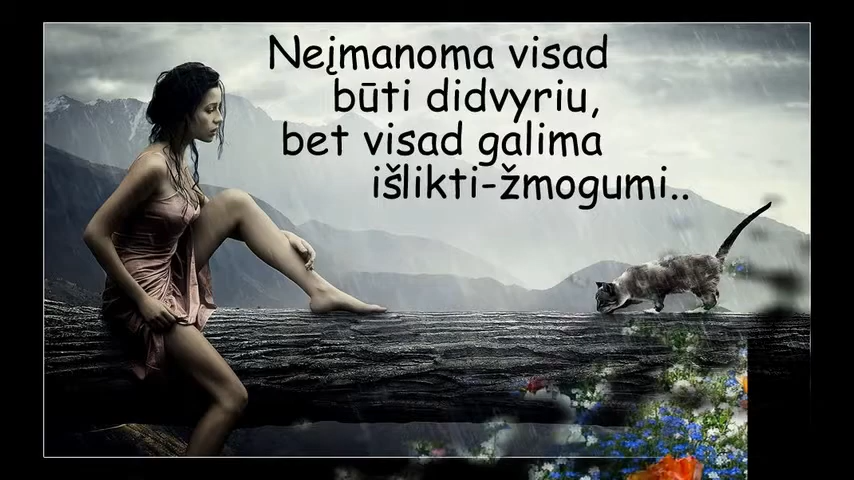 Neįmanoma visad
būti didvyriu,
bet visad galima
išlikti-žmogumi..